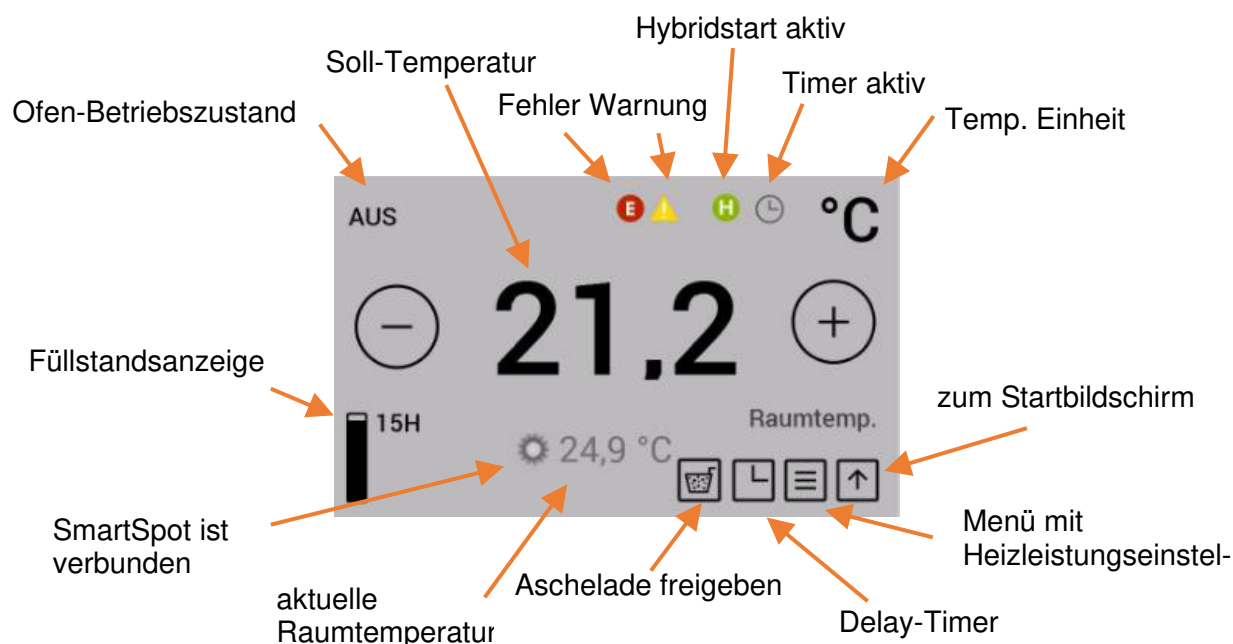 Hybridstart aktiv
Soll-Temperatur
Timer aktiv
Fehler Warnung
Ofen-Betriebszustand
Temp. Einheit
AUS
E
!
H
°C
−
21,2
+
Füllstandsanzeige
15H
Raumtemp.
zum Startbildschirm
24,9 °C
SmartSpot ist
verbunden
Menü mit
Heizleistungseinstel-
Aschelade freigeben
aktuelle
Raumtemperatur
Delay-Timer